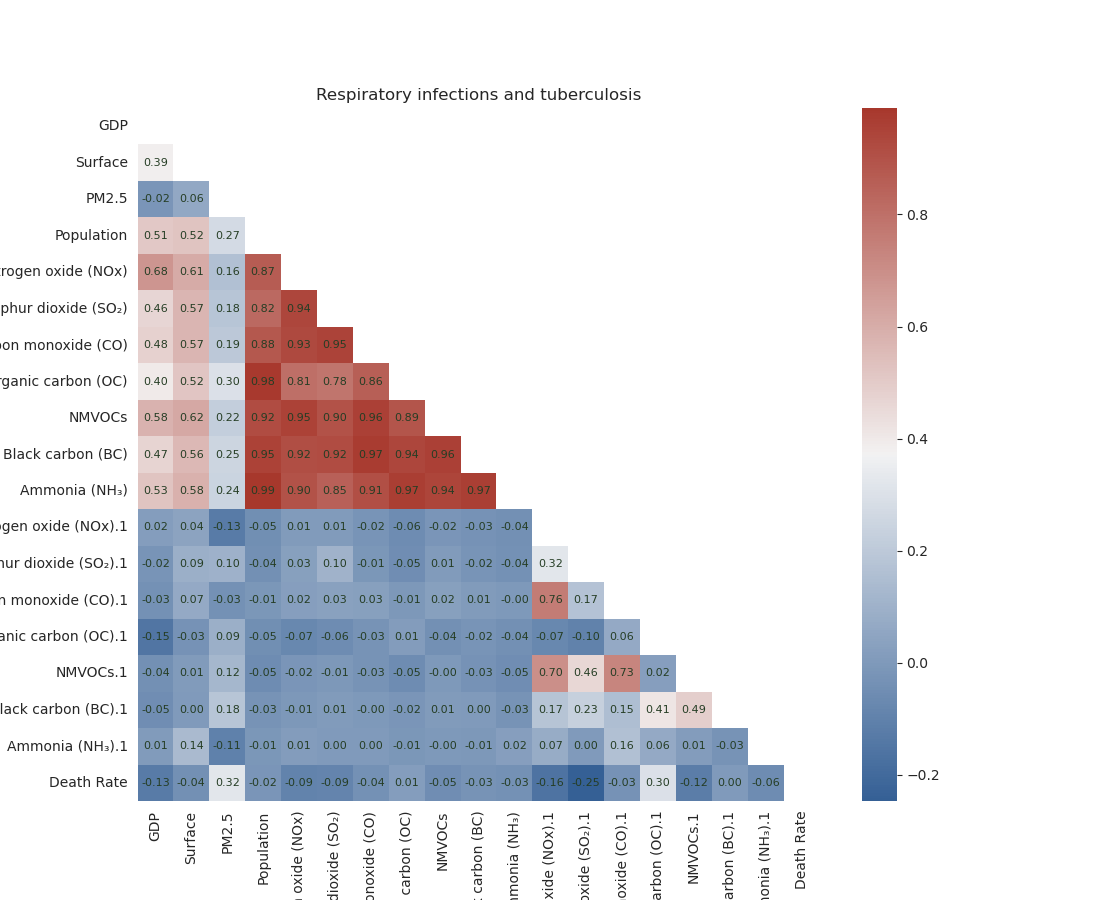 Respiratory infections and tuberculosis
GDP
Surface 0.39
PM2.5 -0.02 0.06
Population 0.51 0.52 0.27
trogen oxide (NOx) 0.68 0.61 0.16 0.87
phur dioxide (SO₂) 0.46 0.57 0.18 0.82 0.94
bon monoxide (CO) 0.48 0.57 0.19 0.88 0.93 0.95
rganic carbon (OC) 0.40 0.52 0.30 0.98 0.81 0.78 0.86
NMVOCs 0.58 0.62 0.22 0.92 0.95 0.90 0.96 0.89
Black carbon (BC) 0.47 0.56 0.25 0.95 0.92 0.92 0.97 0.94 0.96
Ammonia (NH₃) 0.53 0.58 0.24 0.99 0.90 0.85 0.91 0.97 0.94 0.97
gen oxide (NOx).1 0.02 0.04 -0.13 -0.05 0.01 0.01 -0.02 -0.06 -0.02 -0.03 -0.04
hur dioxide (SO₂).1 -0.02 0.09 0.10 -0.04 0.03 0.10 -0.01 -0.05 0.01 -0.02 -0.04 0.32
n monoxide (CO).1 -0.03 0.07 -0.03 -0.01 0.02 0.03 0.03 -0.01 0.02 0.01 -0.00 0.76 0.17
anic carbon (OC).1 -0.15 -0.03 0.09 -0.05 -0.07 -0.06 -0.03 0.01 -0.04 -0.02 -0.04 -0.07 -0.10 0.06
NMVOCs.1 -0.04 0.01 0.12 -0.05 -0.02 -0.01 -0.03 -0.05 -0.00 -0.03 -0.05 0.70 0.46 0.73 0.02
lack carbon (BC).1 -0.05 0.00 0.18 -0.03 -0.01 0.01 -0.00 -0.02 0.01 0.00 -0.03 0.17 0.23 0.15 0.41 0.49
Ammonia (NH₃).1 0.01 0.14 -0.11 -0.01 0.01 0.00 0.00 -0.01 -0.00 -0.01 0.02 0.07 0.00 0.16 0.06 0.01 -0.03
Death Rate -0.13 -0.04 0.32 -0.02 -0.09 -0.09 -0.04 0.01 -0.05 -0.03 -0.03 -0.16 -0.25 -0.03 0.30 -0.12 0.00 -0.06
GDP
Surface
PM2.5
Population
oxide (NOx)
dioxide (SO₂)
onoxide (CO)
carbon (OC)
NMVOCs
carbon (BC)
mmonia (NH₃)
xide (NOx).1
oxide (SO₂).1
noxide (CO).1
arbon (OC).1
NMVOCs.1
arbon (BC).1
monia (NH₃).1
Death Rate
0.8
0.6
0.4
0.2
0.0
−0.2